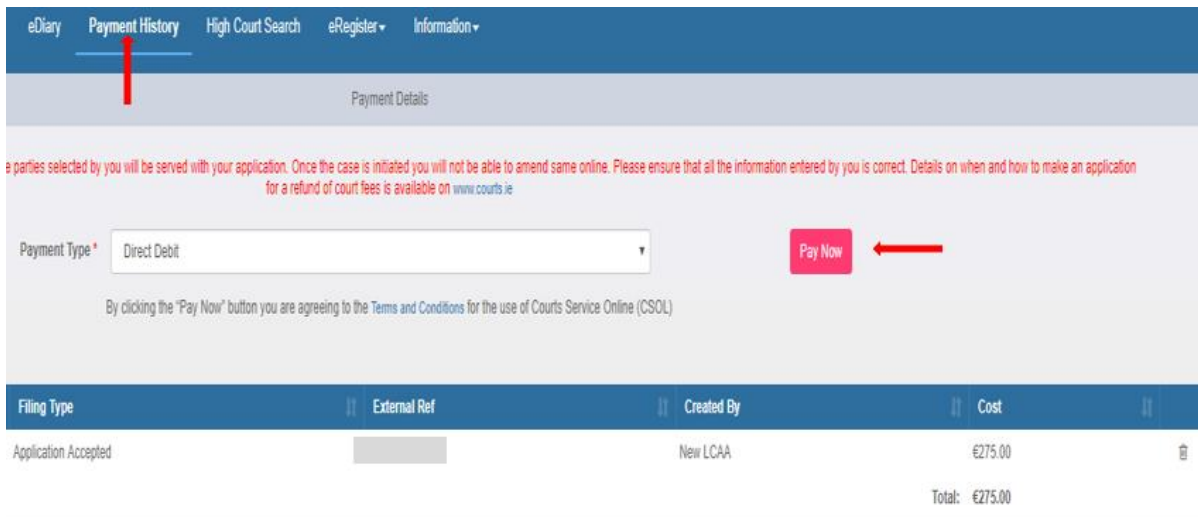 eDiary Payment History High Court Search eRegister Information
Payment Details
e parties selected by you will be served with your application. Once the case is initiated you will not be able to amend same online. Please ensure that all the information entered by you is correct. Details on when and how to make an application
for a refund of court fees is available on www.courts.ie
Payment Type * Direct Debit Pay Now
By clicking the "Pay Now" button you are agreeing to the Terms and Conditions for the use of Courts Service Online (CSOL)
Filing Type External Ref Created By Cost
Application Accepted New LCAA €275.00
Total: €275.00